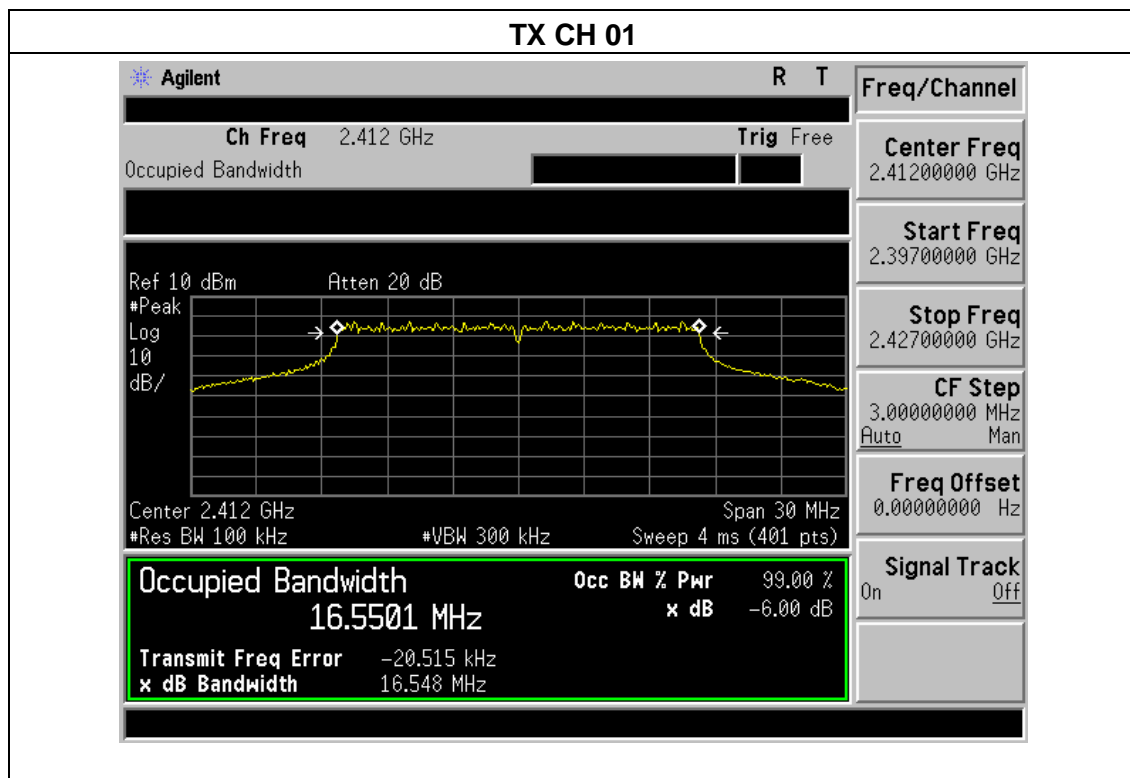 TX CH 01
Agilent R T
Freq/Channel
Ch Freq 2.412 GHz Trig Free
Occupied Bandwidth
Center Freq
2.41200000 GHz
Start Freq
2.39700000 GHz
Stop Freq
2.42700000 GHz
CF Step
3.00000000 MHz
Auto Man
Freq Offset
0.00000000 Hz
Signal Track
On Off
Ref 10 dBm Atten 20 dB
#Peak
Log
10
dB/
Center 2.412 GHz Span 30 MHz
#Res BW 100 kHz #VBW 300 kHz Sweep 4 ms (401 pts)
Occupied Bandwidth Occ BW % Pwr 99.00 %
16.5501 MHz x dB -6.00 dB
Transmit Freq Error -20.515 kHz
x dB Bandwidth 16.548 MHz